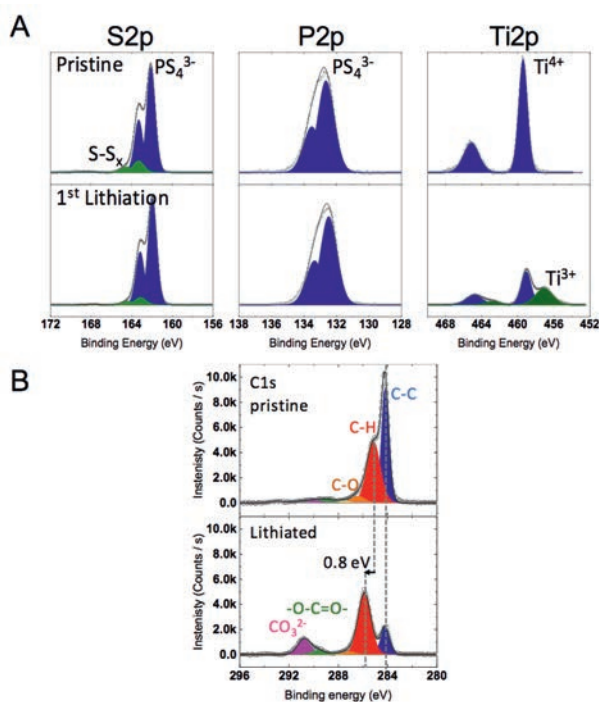 A
S2p P2p Ti2p
Pristine PS₄³⁻ PS₄³⁻ Ti⁴⁺
S-Sₓ
1ˢᵗ Lithiation
Ti³⁺
172 168 164 160 156 138 136 134 132 130 128 468 464 460 456 452
Binding Energy (eV) Binding Energy (eV) Binding Energy (eV)
B
C1s
pristine
C-C
C-H
C-O
Instenisty (Counts / s)
10.0k
8.0k
6.0k
4.0k
2.0k
0.0
Lithiated
0.8 eV
-O-C=O-
CO₃²⁻
Instenisty (Counts / s)
10.0k
8.0k
6.0k
4.0k
2.0k
0.0
296 292 288 284 280
Binding energy (eV)